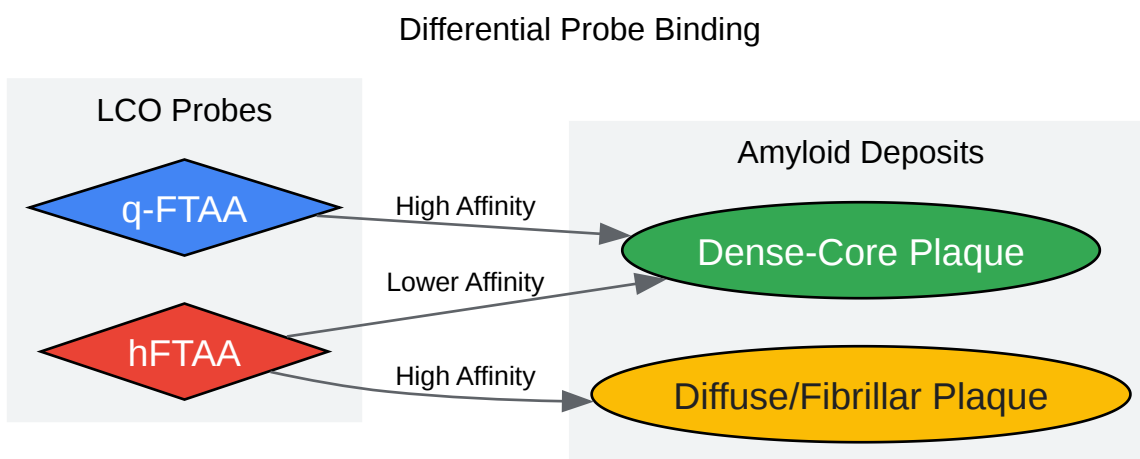 Differential Probe Binding
LCO Probes
q-FTAA
hFTAA
High Affinity
Lower Affinity
High Affinity
Amyloid Deposits
Dense-Core Plaque
Diffuse/Fibrillar Plaque